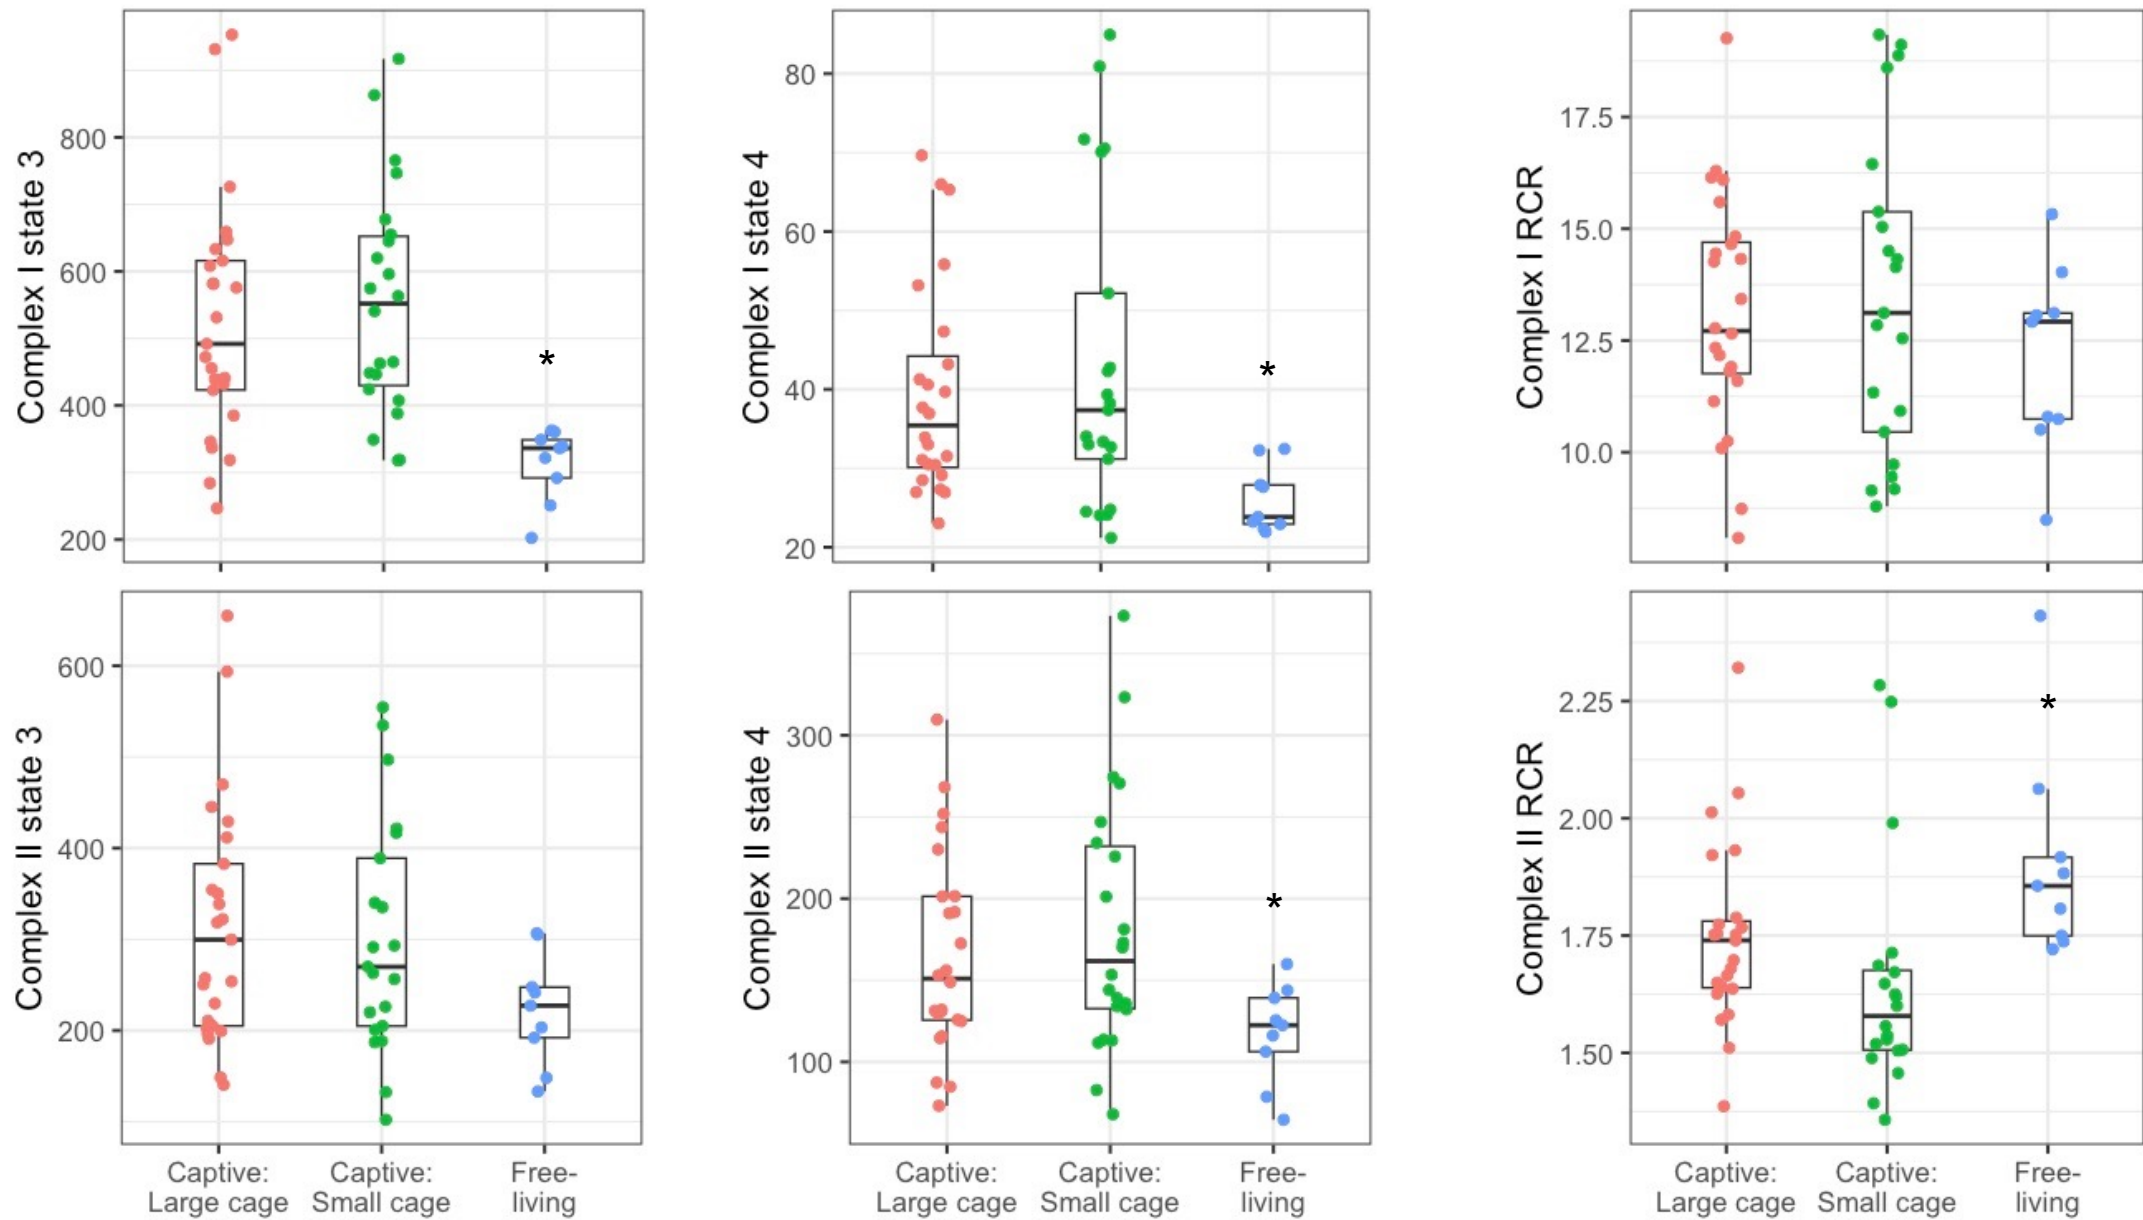 Complex I state 3
800
600
400
200
*
Complex I state 4
80
60
40
20
*
Complex I RCR
17.5
15.0
12.5
10.0
Complex II state 3
600
400
200
Captive:
Large cage
Captive:
Small cage
Free-
living
Complex II state 4
300
200
100
*
Captive:
Large cage
Captive:
Small cage
Free-
living
Complex II RCR
2.25
2.00
1.75
1.50
*
Captive:
Large cage
Captive:
Small cage
Free-
living